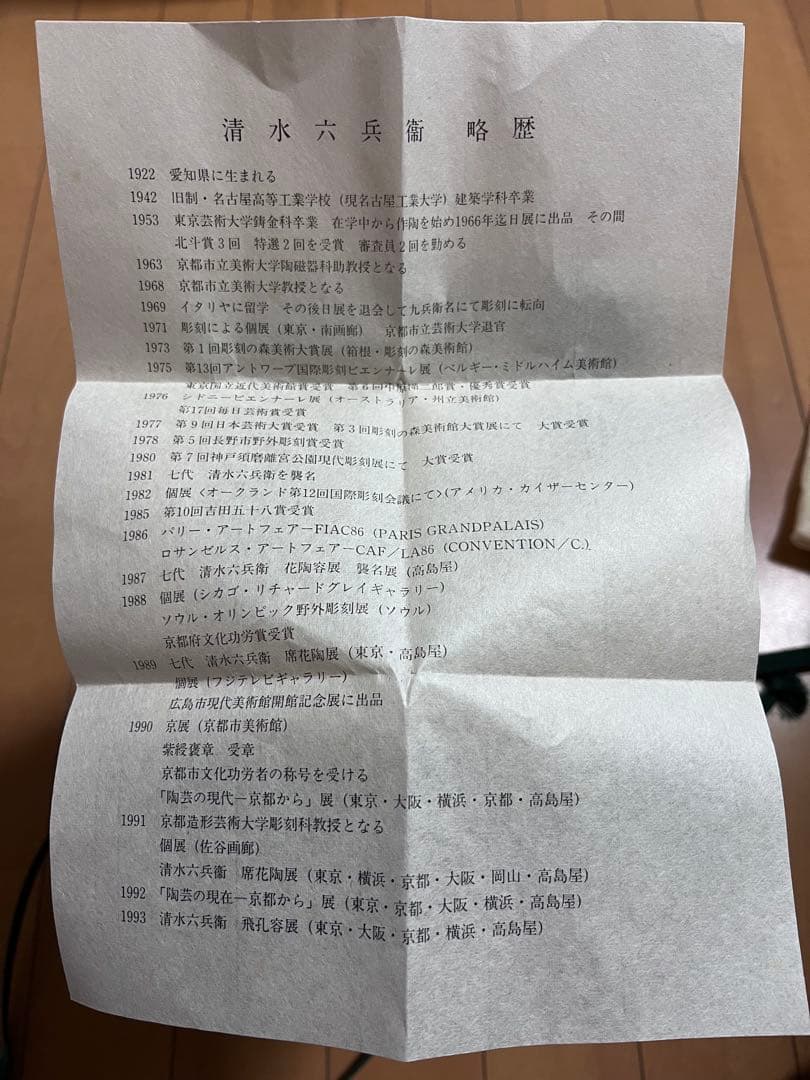 清水六兵衞 略歴
1922 愛知県に生まれる
1942 旧制・名古屋高等工業学校(現名古屋工業大学)建築学科卒業
1953 東京芸術大学鋳金科卒業 在学中から作陶を始め1966年迄日展に出品 その間
北斗賞3回 特選2回を受賞 審査員2回を勤める
1963 京都市立美術大学陶磁器科助教授となる
1968 京都市立美術大学教授となる
1969 イタリヤに留学 その後日展を退会して九兵衛名にて彫刻に転向
1971 彫刻による個展(東京・南画廊) 京都市立芸術大学退官
1973 第1回彫刻の森美術大賞展(箱根・彫刻の森美術館)
1975 第13回アントワープ国際彫刻ビエンナーレ展(ベルギー・ミドルハイム美術館)
東京国立近代美術館賞受賞 第6回中原悌二郎賞・優秀賞受賞
1976 シドニービエンナーレ展(オーストラリア・州立美術館)
第17回毎日芸術賞受賞
1977 第9回日本芸術大賞受賞 第3回彫刻の森美術館大賞展にて 大賞受賞
1978 第5回長野市野外彫刻賞受賞
1980 第7回神戸須磨離宮公園現代彫刻展にて 大賞受賞
1981 七代 清水六兵衛を襲名
1982 個展<オークランド第12回国際彫刻会議にて>(アメリカ・カイザーセンター)
1985 第10回吉田五十八賞受賞
1986 パリー・アートフェアーFIAC86(PARIS GRANDPALAIS)
ロサンゼルス・アートフェアーCAF/LA86(CONVENTION/C.)
1987 七代 清水六兵衛 花陶容展 襲名展(高島屋)
1988 個展(シカゴ・リチャードグレイギャラリー)
ソウル・オリンピック野外彫刻展(ソウル)
京都府文化功労賞受賞
1989 七代 清水六兵衛 席花陶展(東京・高島屋)
個展(フジテレビギャラリー)
広島市現代美術館開館記念展に出品
1990 京展(京都市美術館)
紫綬褒章 受章
京都市文化功労者の称号を受ける
「陶芸の現代―京都から」展(東京・大阪・横浜・京都・高島屋)
1991 京都造形芸術大学彫刻科教授となる
個展(佐谷画廊)
清水六兵衞 席花陶展(東京・横浜・京都・大阪・岡山・高島屋)
1992 「陶芸の現在―京都から」展(東京・京都・大阪・横浜・高島屋)
1993 清水六兵衛 飛孔容展(東京・大阪・京都・横浜・高島屋)